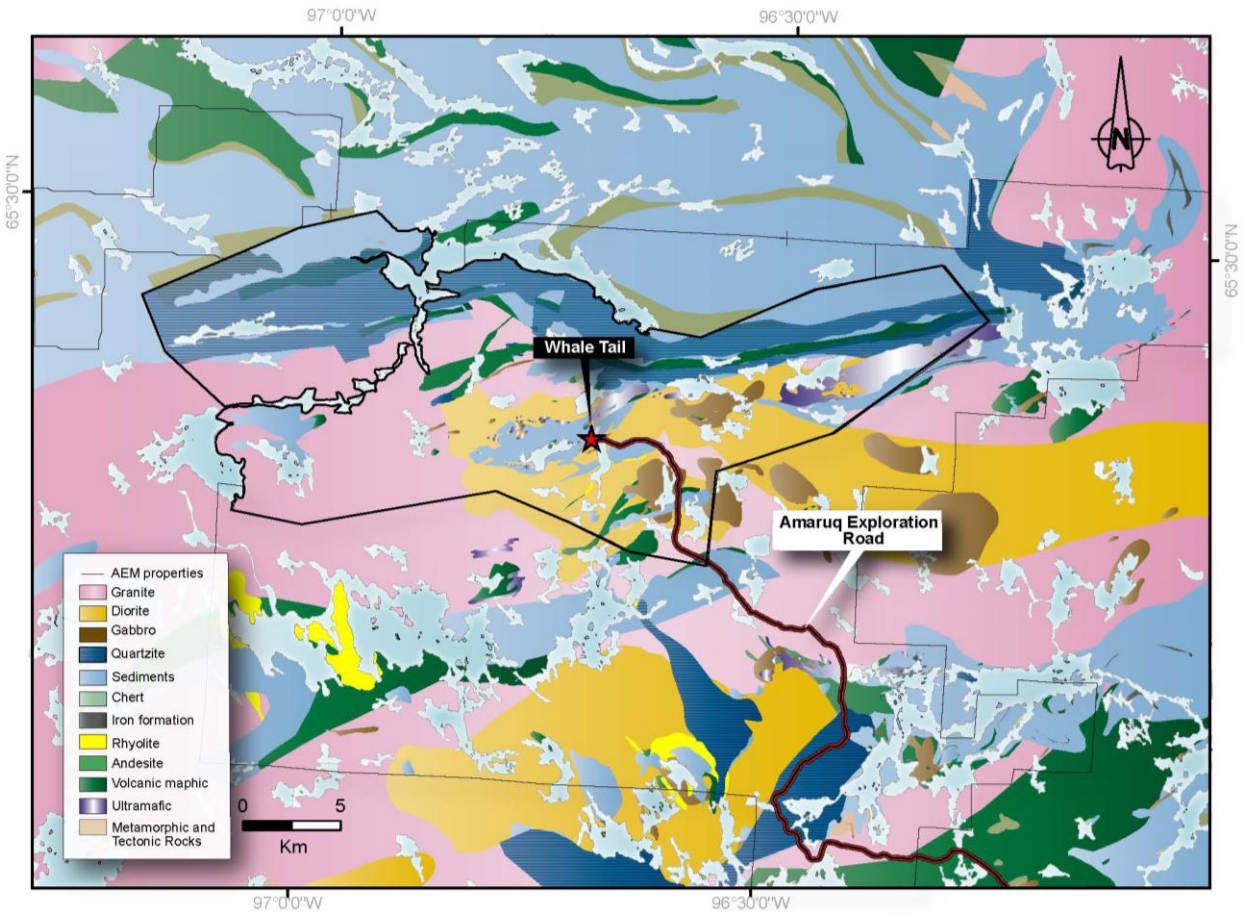 97°0'0"W
96°30'0"W
65°30'0"N
N
65°30'0"N
Whale Tail
Amaruq Exploration
Road
AEM properties
Granite
Diorite
Gabbro
Quartzite
Sediments
Chert
Iron formation
Rhyolite
Andesite
Volcanic maphic
Ultramafic
Metamorphic and
Tectonic Rocks
0 5
Km
97°0'0"W
96°30'0"W